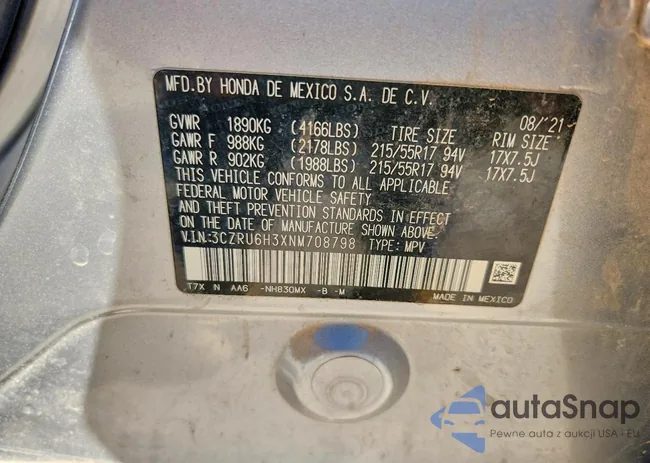 MFD.BY HONDA DE MEXICO S.A. DE C.V.
08/'21
GVWR 1890KG (4166LBS) TIRE SIZE RIM SIZE
GAWR F 988KG (2178LBS) 215/55R17 94V 17X7.5J
GAWR R 902KG (1988LBS) 215/55R17 94V 17X7.5J
THIS VEHICLE CONFORMS TO ALL APPLICABLE
FEDERAL MOTOR VEHICLE SAFETY
AND THEFT PREVENTION STANDARDS IN EFFECT
ON THE DATE OF MANUFACTURE SHOWN ABOVE.
V.I.N:3CZRU6H3XNM708798 TYPE: MPV
T7X IN AA6 -NH830MX -B -M
MADE IN MEXICO
autaSnap
Pewne auta z aukcji USA - EU